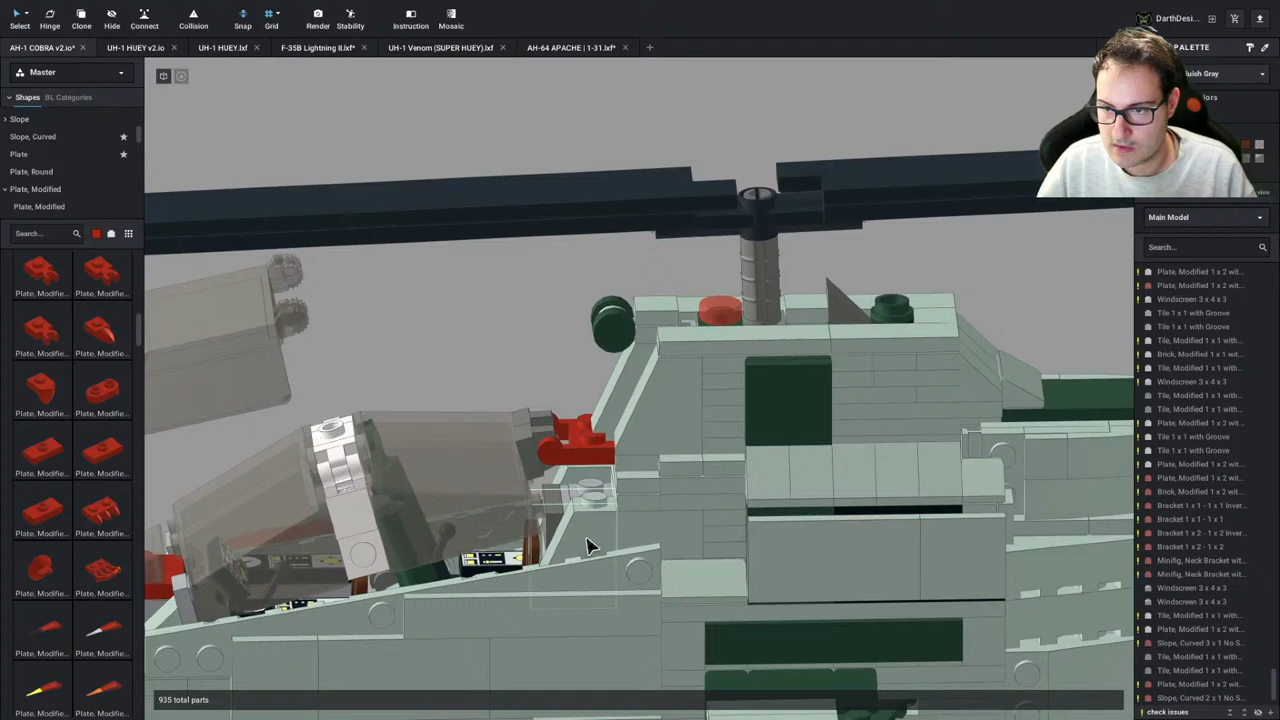 Select Hinge Clone Hide Connect Collision Snap Grid Render Stability Instruction Mosaic
DarthDesi...
AH-1 COBRA v2.io* × UH-1 HUEY v2.io × UH-1 HUEY.lxf × F-35B Lightning II.lxf* × UH-1 Venom (SUPER HUEY).lxf × AH-64 APACHE | 1-31.lxf* × +
PALETTE
Master
uish Gray
Shapes BL Categories
lors
Slope
Slope, Curved
Plate
Plate, Round
Plate, Modified
Plate, Modified
Search...
Plate, Modifie... Plate, Modifie...
Plate, Modifie... Plate, Modifie...
Plate, Modifie... Plate, Modifie...
Plate, Modifie... Plate, Modifie...
Plate, Modifie... Plate, Modifie...
Plate, Modifie... Plate, Modifie...
Plate, Modifie... Plate, Modifie...
Plate, Modifie... Plate, Modifie...
935 total parts
view
Main Model
Search...
Plate, Modified 1 x 2 wit...
Plate, Modified 1 x 2 wit...
Windscreen 3 x 4 x 3
Tile 1 x 1 with Groove
Tile 1 x 1 with Groove
Tile, Modified 1 x 1 with...
Brick, Modified 1 x 1 wit...
Tile, Modified 1 x 1 with...
Windscreen 3 x 4 x 3
Tile, Modified 1 x 1 with...
Tile, Modified 1 x 1 with...
Plate, Modified 1 x 2 wit...
Tile 1 x 1 with Groove
Tile 1 x 1 with Groove
Plate, Modified 1 x 2 wit...
Plate, Modified 1 x 2 wit...
Brick, Modified 1 x 1 wit...
Bracket 1 x 1 - 1 x 1 Inver...
Bracket 1 x 1 - 1 x 1
Bracket 1 x 2 - 1 x 2 Inver...
Bracket 1 x 2 - 1 x 2
Minifig, Neck Bracket wit...
Minifig, Neck Bracket wit...
Windscreen 3 x 4 x 3
Windscreen 3 x 4 x 3
Tile, Modified 1 x 1 with...
Plate, Modified 1 x 2 wit...
Slope, Curved 3 x 1 No S...
Tile, Modified 1 x 1 with...
Tile, Modified 1 x 1 with...
Plate, Modified 1 x 2 wit...
Slope, Curved 2 x 1 No S...
check issues